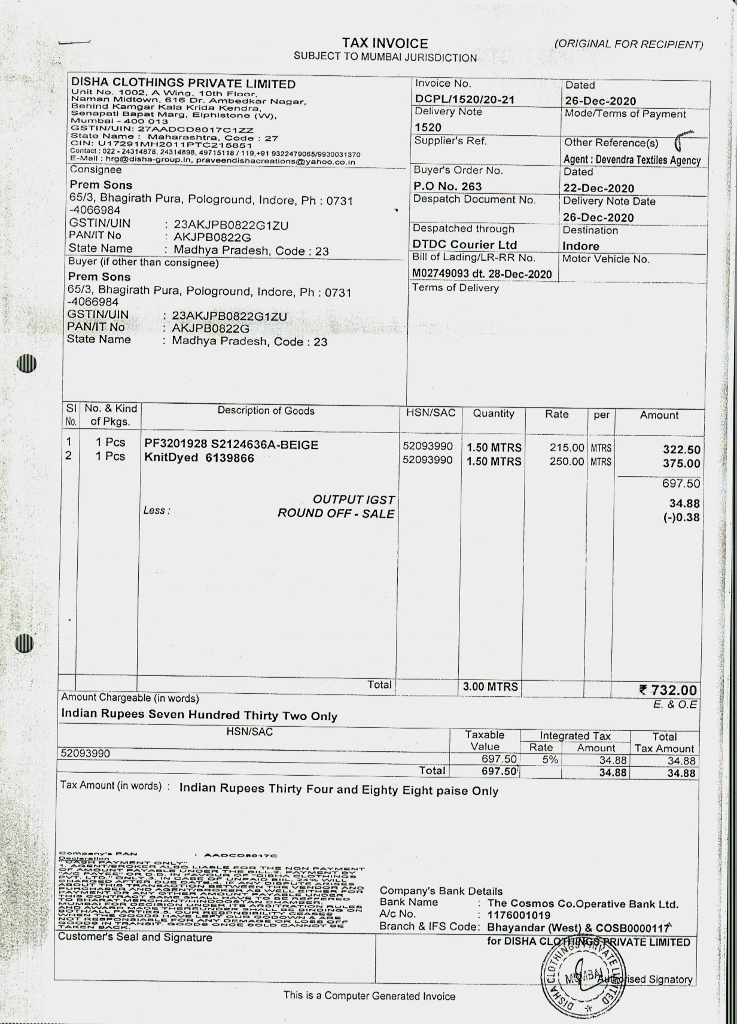 TAX INVOICE
(ORIGINAL FOR RECIPIENT)
SUBJECT TO MUMBAI JURISDICTION
DISHA CLOTHINGS PRIVATE LIMITED
Unit No. 1002, A Wing, 10th Floor,
Naman Midtown, 616 Dr. Ambedkar Nagar,
Behind Kamgar Kala Krida Kendra,
Senapati Bapat Marg, Elphistone (W),
Mumbai - 400 013
GSTIN/UIN: 27AADCD8017C1ZZ
State Name : Maharashtra, Code : 27
CIN: U17291MH2011PTC215851
Contact : 022 - 24314878, 24314898, 49715118 / 119,+91 9322479065/9930031370
E-Mail : hrg@disha-group.in, praveendishacreations@yahoo.co.in
Invoice No.
DCPL/1520/20-21
Dated
26-Dec-2020
Delivery Note
1520
Mode/Terms of Payment
Supplier's Ref.
Other Reference(s)
Agent : Devendra Textiles Agency
Consignee
Prem Sons
65/3, Bhagirath Pura, Pologround, Indore, Ph : 0731
-4066984
GSTIN/UIN : 23AKJPB0822G1ZU
PAN/IT No : AKJPB0822G
State Name : Madhya Pradesh, Code : 23
Buyer's Order No.
P.O No. 263
Dated
22-Dec-2020
Despatch Document No.
Delivery Note Date
26-Dec-2020
Despatched through
DTDC Courier Ltd
Destination
Indore
Bill of Lading/LR-RR No.
M02749093 dt. 28-Dec-2020
Motor Vehicle No.
Terms of Delivery
Buyer (if other than consignee)
Prem Sons
65/3, Bhagirath Pura, Pologround, Indore, Ph : 0731
-4066984
GSTIN/UIN : 23AKJPB0822G1ZU
PAN/IT No : AKJPB0822G
State Name : Madhya Pradesh, Code : 23
Sl No. No. & Kind of Pkgs. Description of Goods HSN/SAC Quantity Rate per Amount
1 1 Pcs PF3201928 S2124636A-BEIGE 52093990 1.50 MTRS 215.00 MTRS 322.50
2 1 Pcs KnitDyed 6139866 52093990 1.50 MTRS 250.00 MTRS 375.00
697.50
OUTPUT IGST 34.88
Less : ROUND OFF - SALE (-)0.38
Total 3.00 MTRS ₹ 732.00
Amount Chargeable (in words) E. & O.E
Indian Rupees Seven Hundred Thirty Two Only
HSN/SAC Taxable Value Integrated Tax Total Tax Amount
Rate Amount
52093990 697.50 5% 34.88 34.88
Total 697.50 34.88 34.88
Tax Amount (in words) : Indian Rupees Thirty Four and Eighty Eight paise Only
Company's PAN : AADCD8017C
Declaration
"CASH PAYMENT ONLY"
Company's Bank Details
Bank Name : The Cosmos Co.Operative Bank Ltd.
A/c No. : 1176001019
Branch & IFS Code: Bhayandar (West) & COSB0000117
Customer's Seal and Signature
for DISHA CLOTHINGS PRIVATE LIMITED
DISHA CLOTHINGS PRIVATE LIMITED
MUMBAI
Authorised Signatory
This is a Computer Generated Invoice